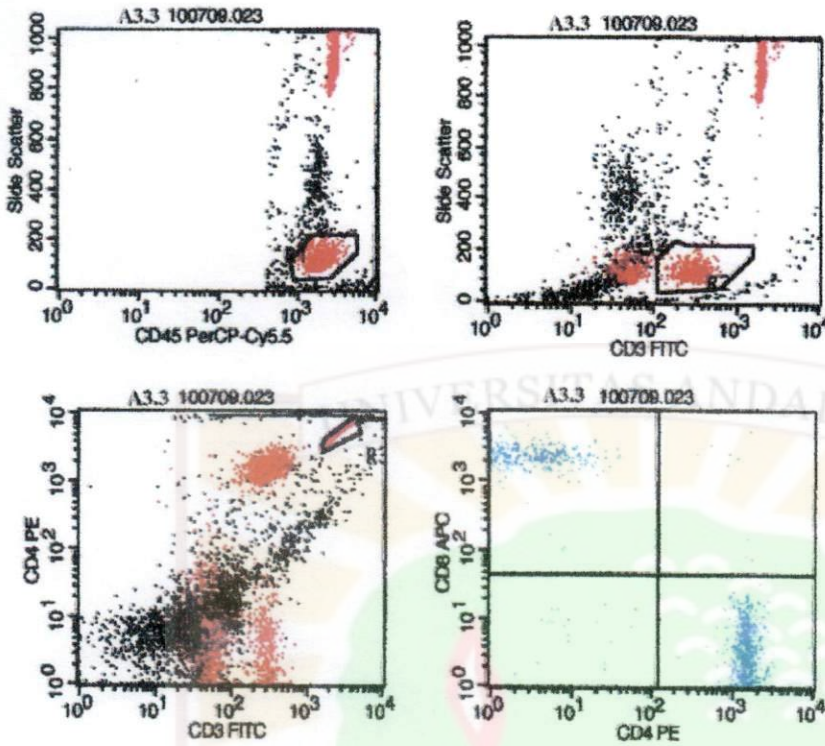 A3.3 100709.023
1000
800
600
400
200
0
Side Scatter
10^0 10^1 10^2 10^3 10^4
CD45 PerCP-Cy5.5
A3.3 100709.023
1000
800
600
400
200
0
Side Scatter
R
10^0 10^1 10^2 10^3 10^4
CD3 FITC
UNIVERSITAS ANDA
A3.3 100709.023
10^4
10^3
10^2
10^1
10^0
CD4 PE
R
10^0 10^1 10^2 10^3 10^4
CD3 FITC
A3.3 100709.023
10^4
10^3
10^2
10^1
10^0
CD8 APC
10^0 10^1 10^2 10^3 10^4
CD4 PE